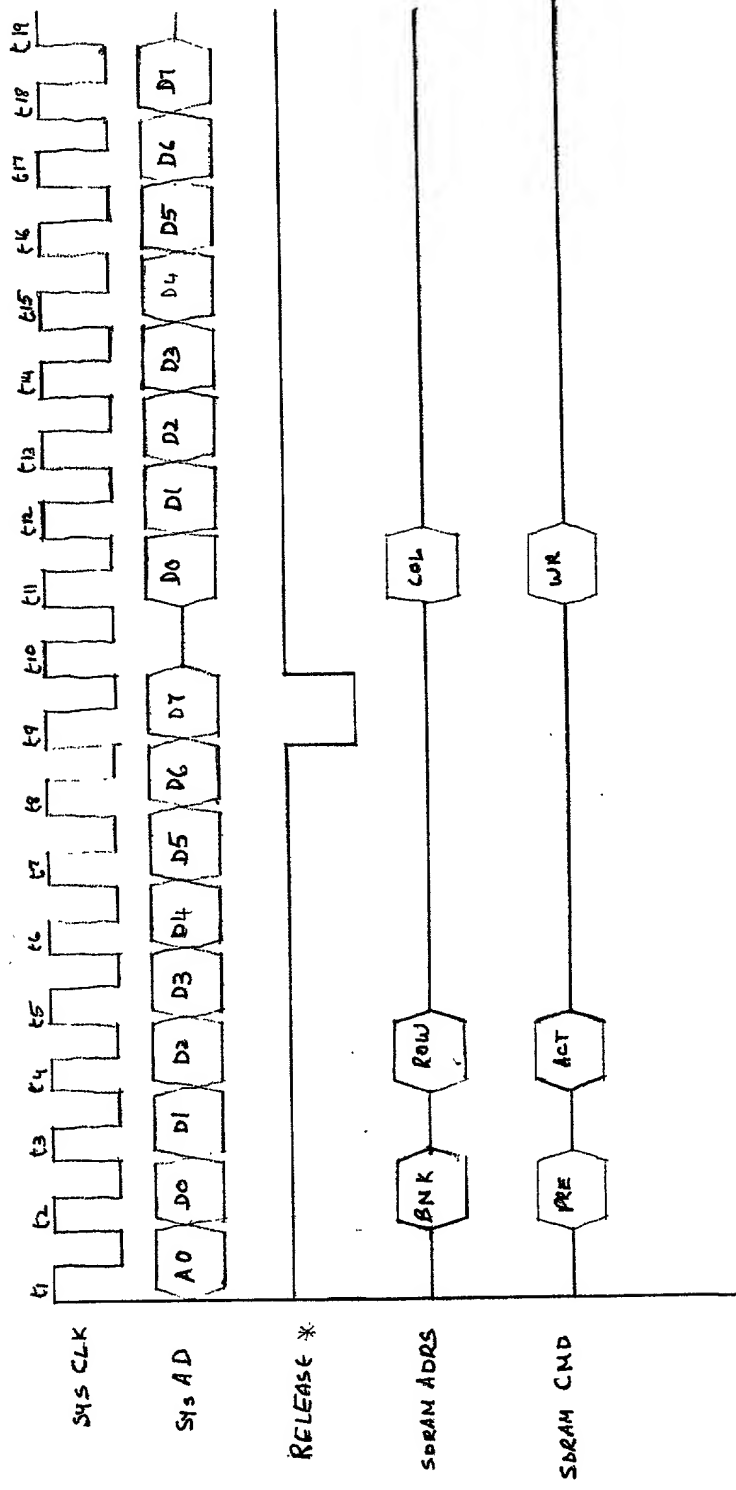 t1 t2 t3 t4 t5 t6 t7 t8 t9 t10 t11 t12 t13 t14 t15 t16 t17 t18 t19
SYS CLK
SYS AD A0 D0 D1 D2 D3 D4 D5 D6 D7 D0 D1 D2 D3 D4 D5 D6 D7
RELEASE *
SDRAM ADRS BNK ROW COL
SDRAM CMD PRE ACT WR